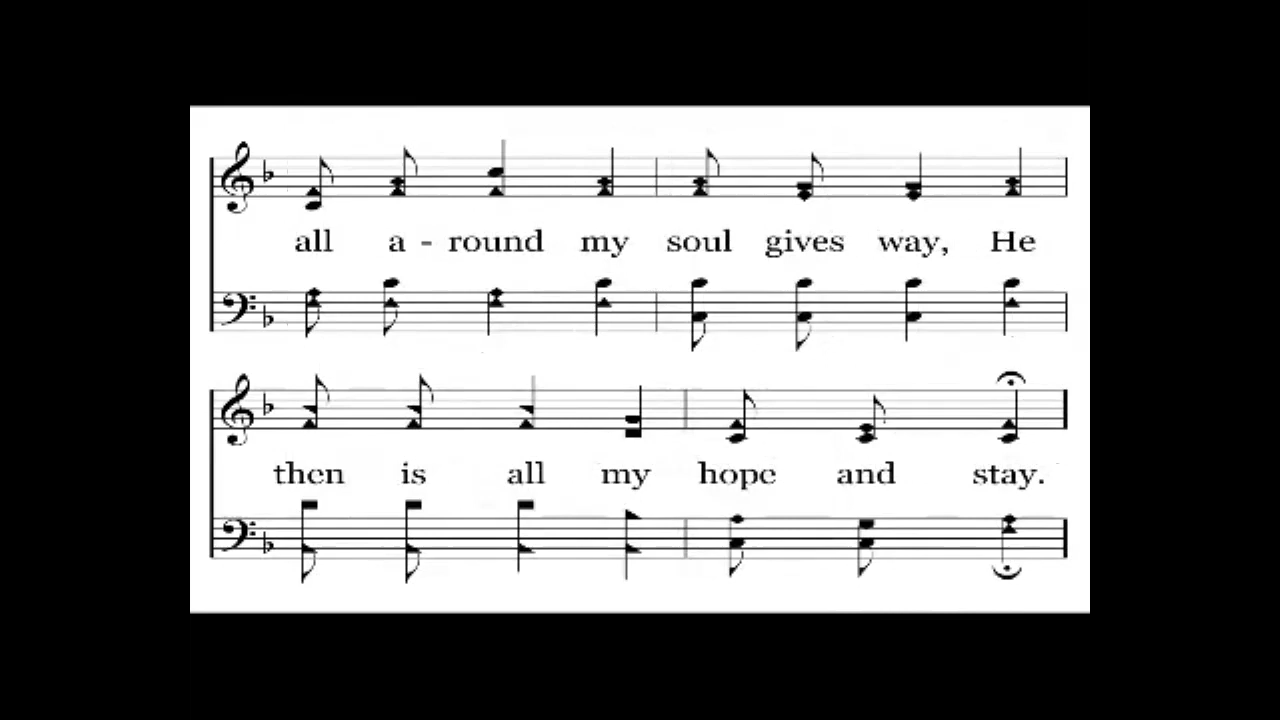 all a - round my soul gives way, He
then is all my hope and stay.